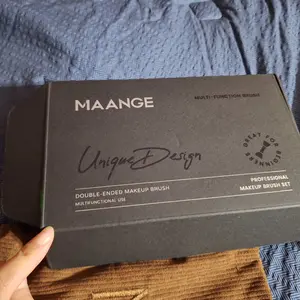 MAANGE
MULTI-FUNCTION BRUSH
Unique Design
GREAT FOR BEGINNERS
DOUBLE-ENDED MAKEUP BRUSH
MULTIFUNCTIONAL USE
PROFESSIONAL
MAKEUP BRUSH SET